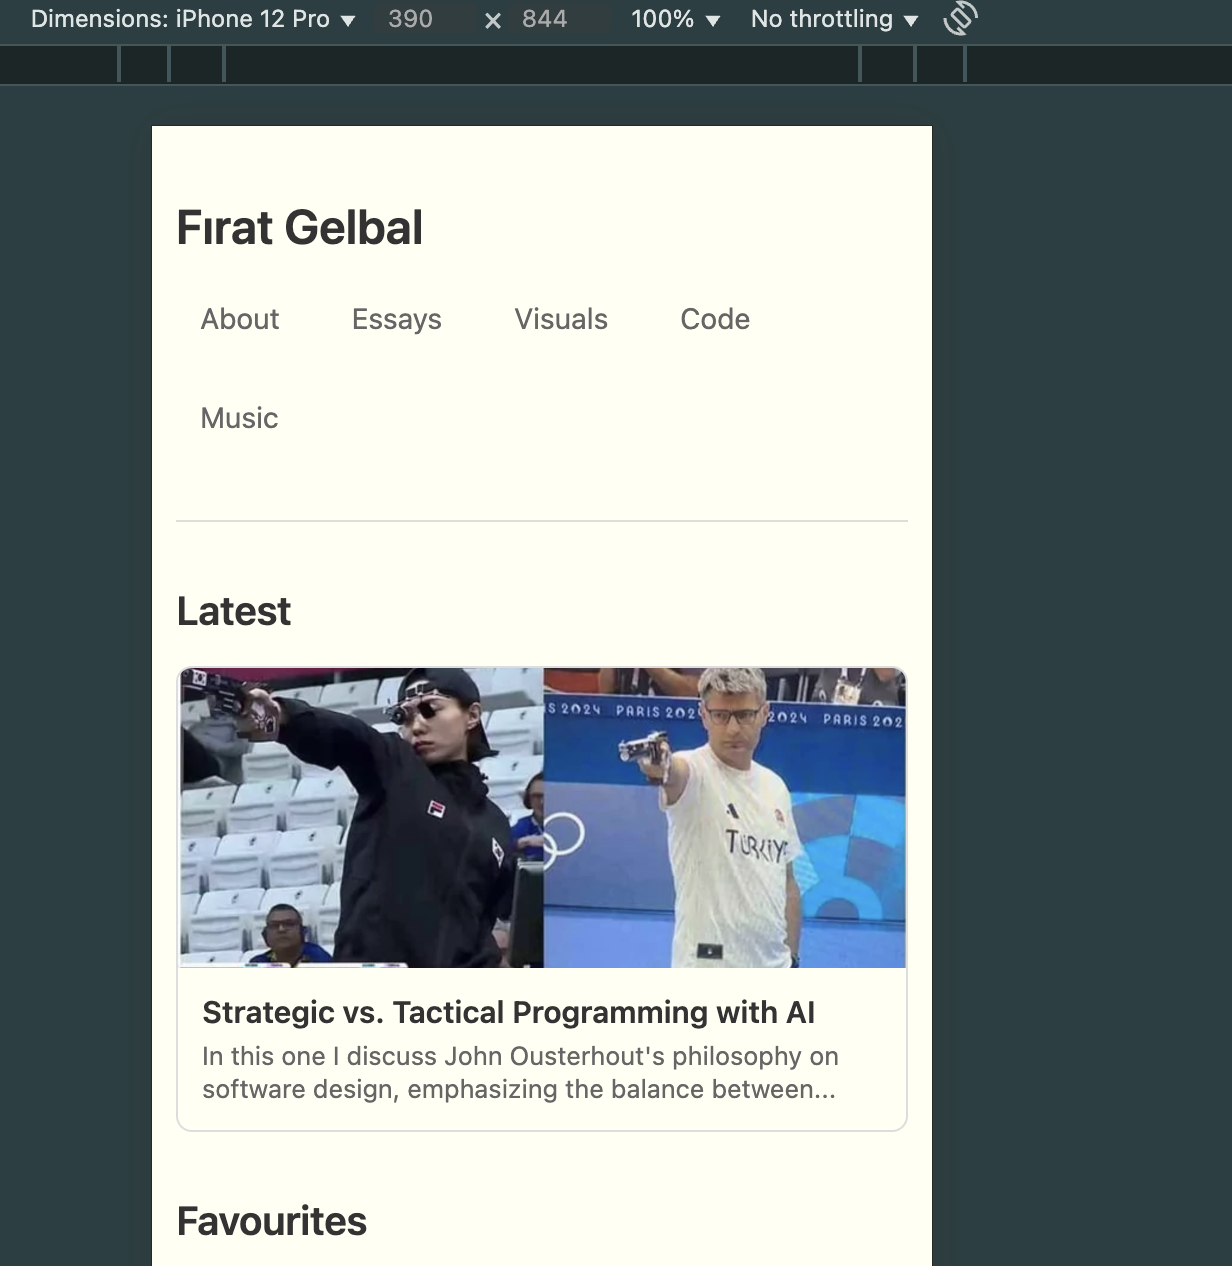 Dimensions: iPhone 12 Pro ▼ 390 × 844 100% ▼ No throttling ▼
Fırat Gelbal
About Essays Visuals Code
Music
Latest
S 2024 PARIS 202 2024 PARIS 202
TÜRKİYE
Strategic vs. Tactical Programming with AI
In this one I discuss John Ousterhout's philosophy on
software design, emphasizing the balance between...
Favourites